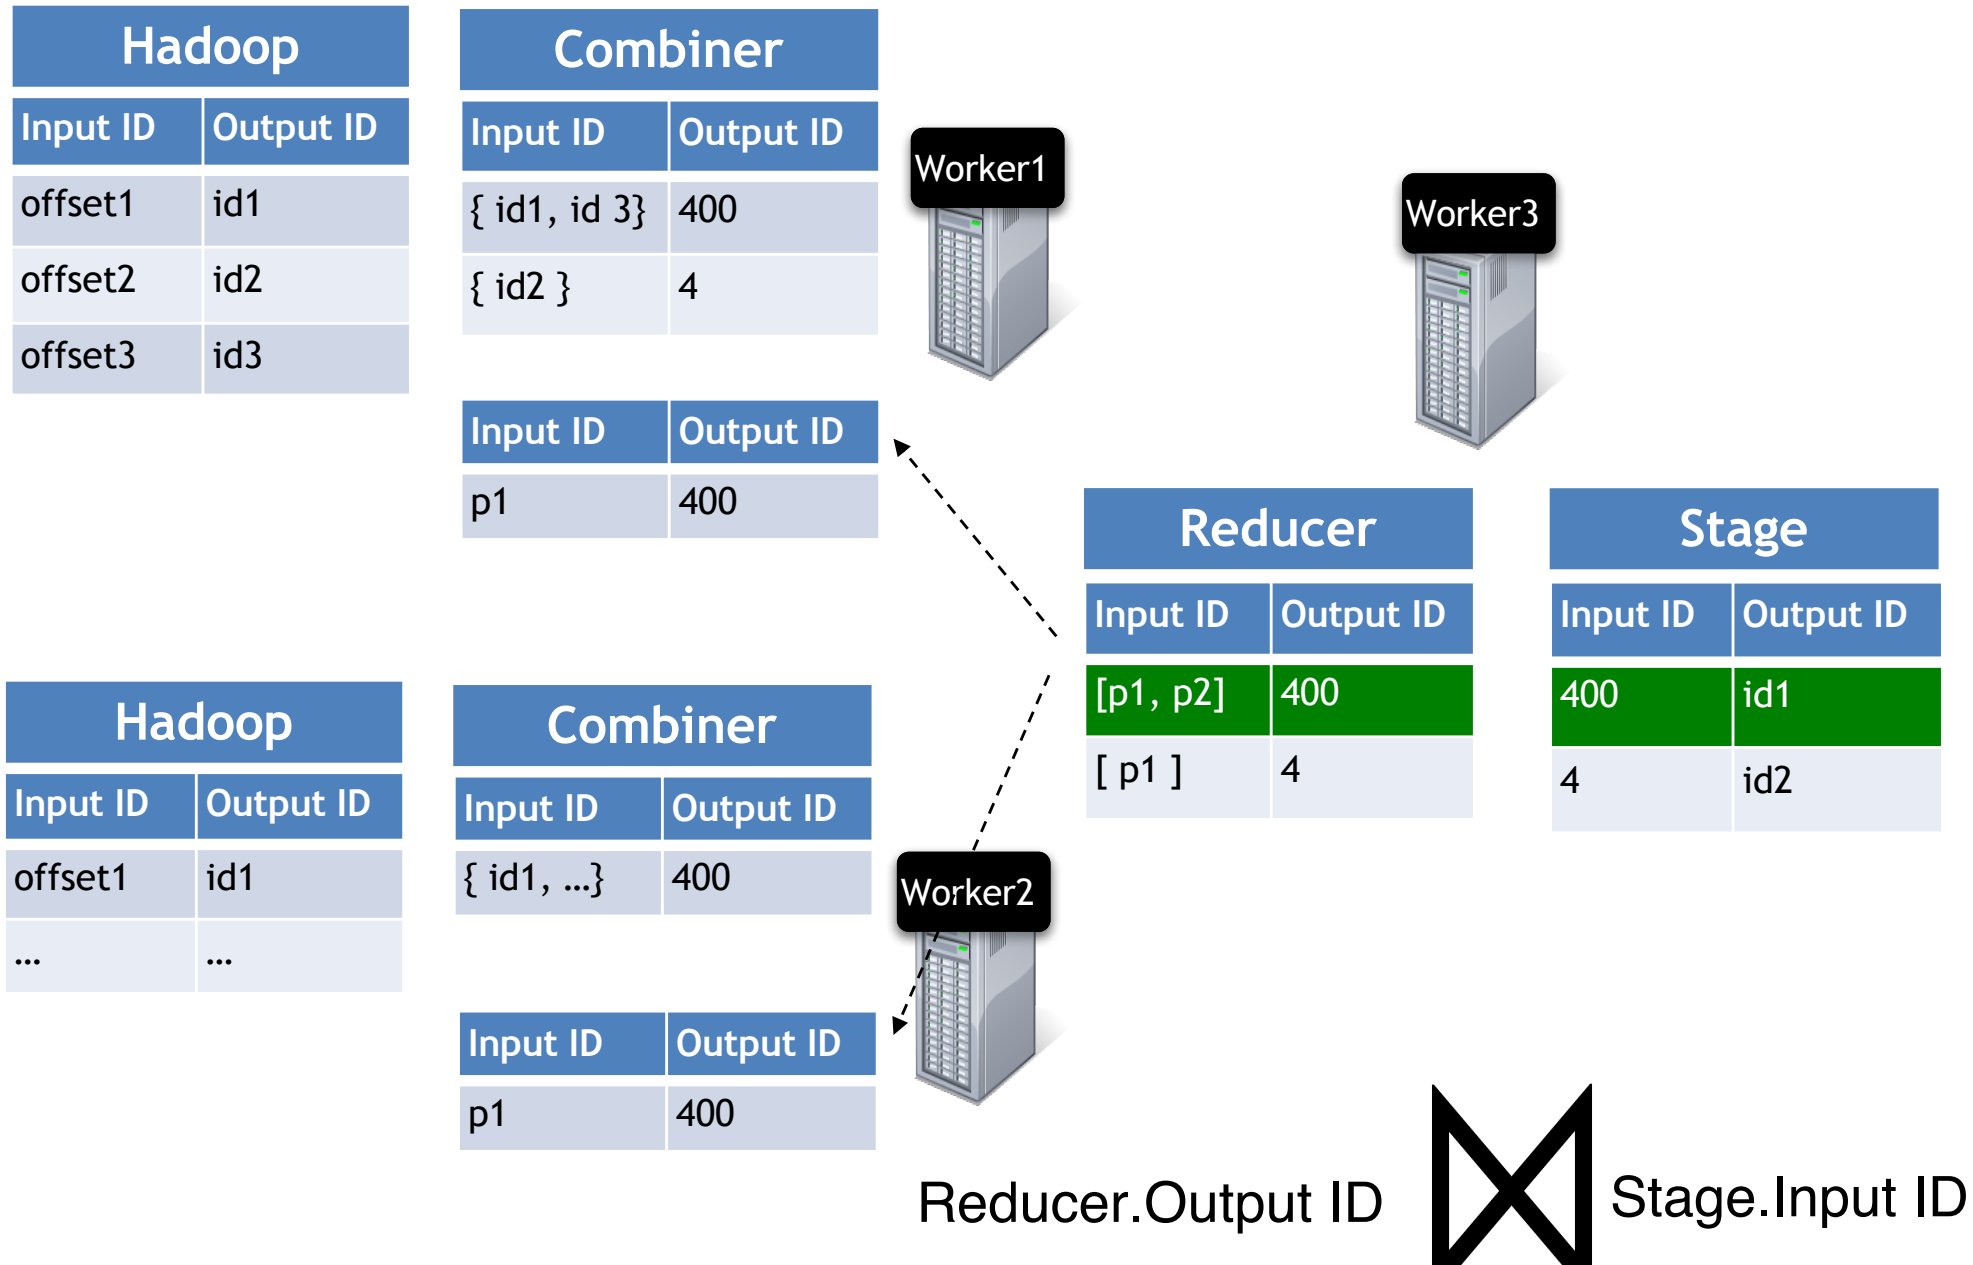 Hadoop
Input ID Output ID
offset1 id1
offset2 id2
offset3 id3
Combiner
Input ID Output ID
{ id1, id 3} 400
{ id2 } 4
Input ID Output ID
p1 400
Worker1
Worker3
Reducer
Input ID Output ID
[p1, p2] 400
[ p1 ] 4
Stage
Input ID Output ID
400 id1
4 id2
Hadoop
Input ID Output ID
offset1 id1
... ...
Combiner
Input ID Output ID
{ id1, ...} 400
Input ID Output ID
p1 400
Worker2
Reducer.Output ID Stage.Input ID